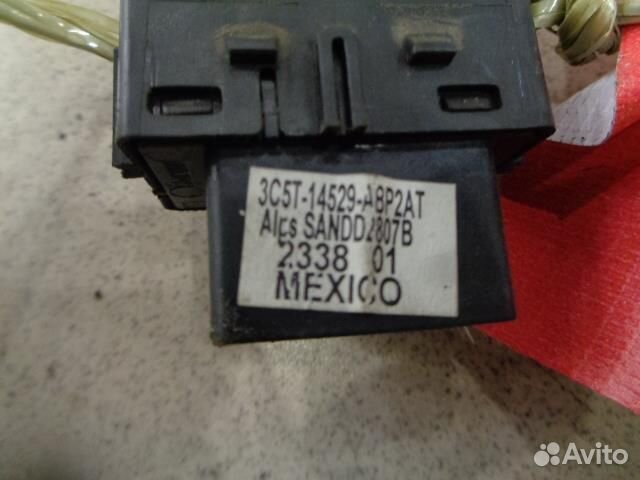 3C5T-14529-ABP2AT
Alps SANDD2807B
2338 01
MEXICO
Avito